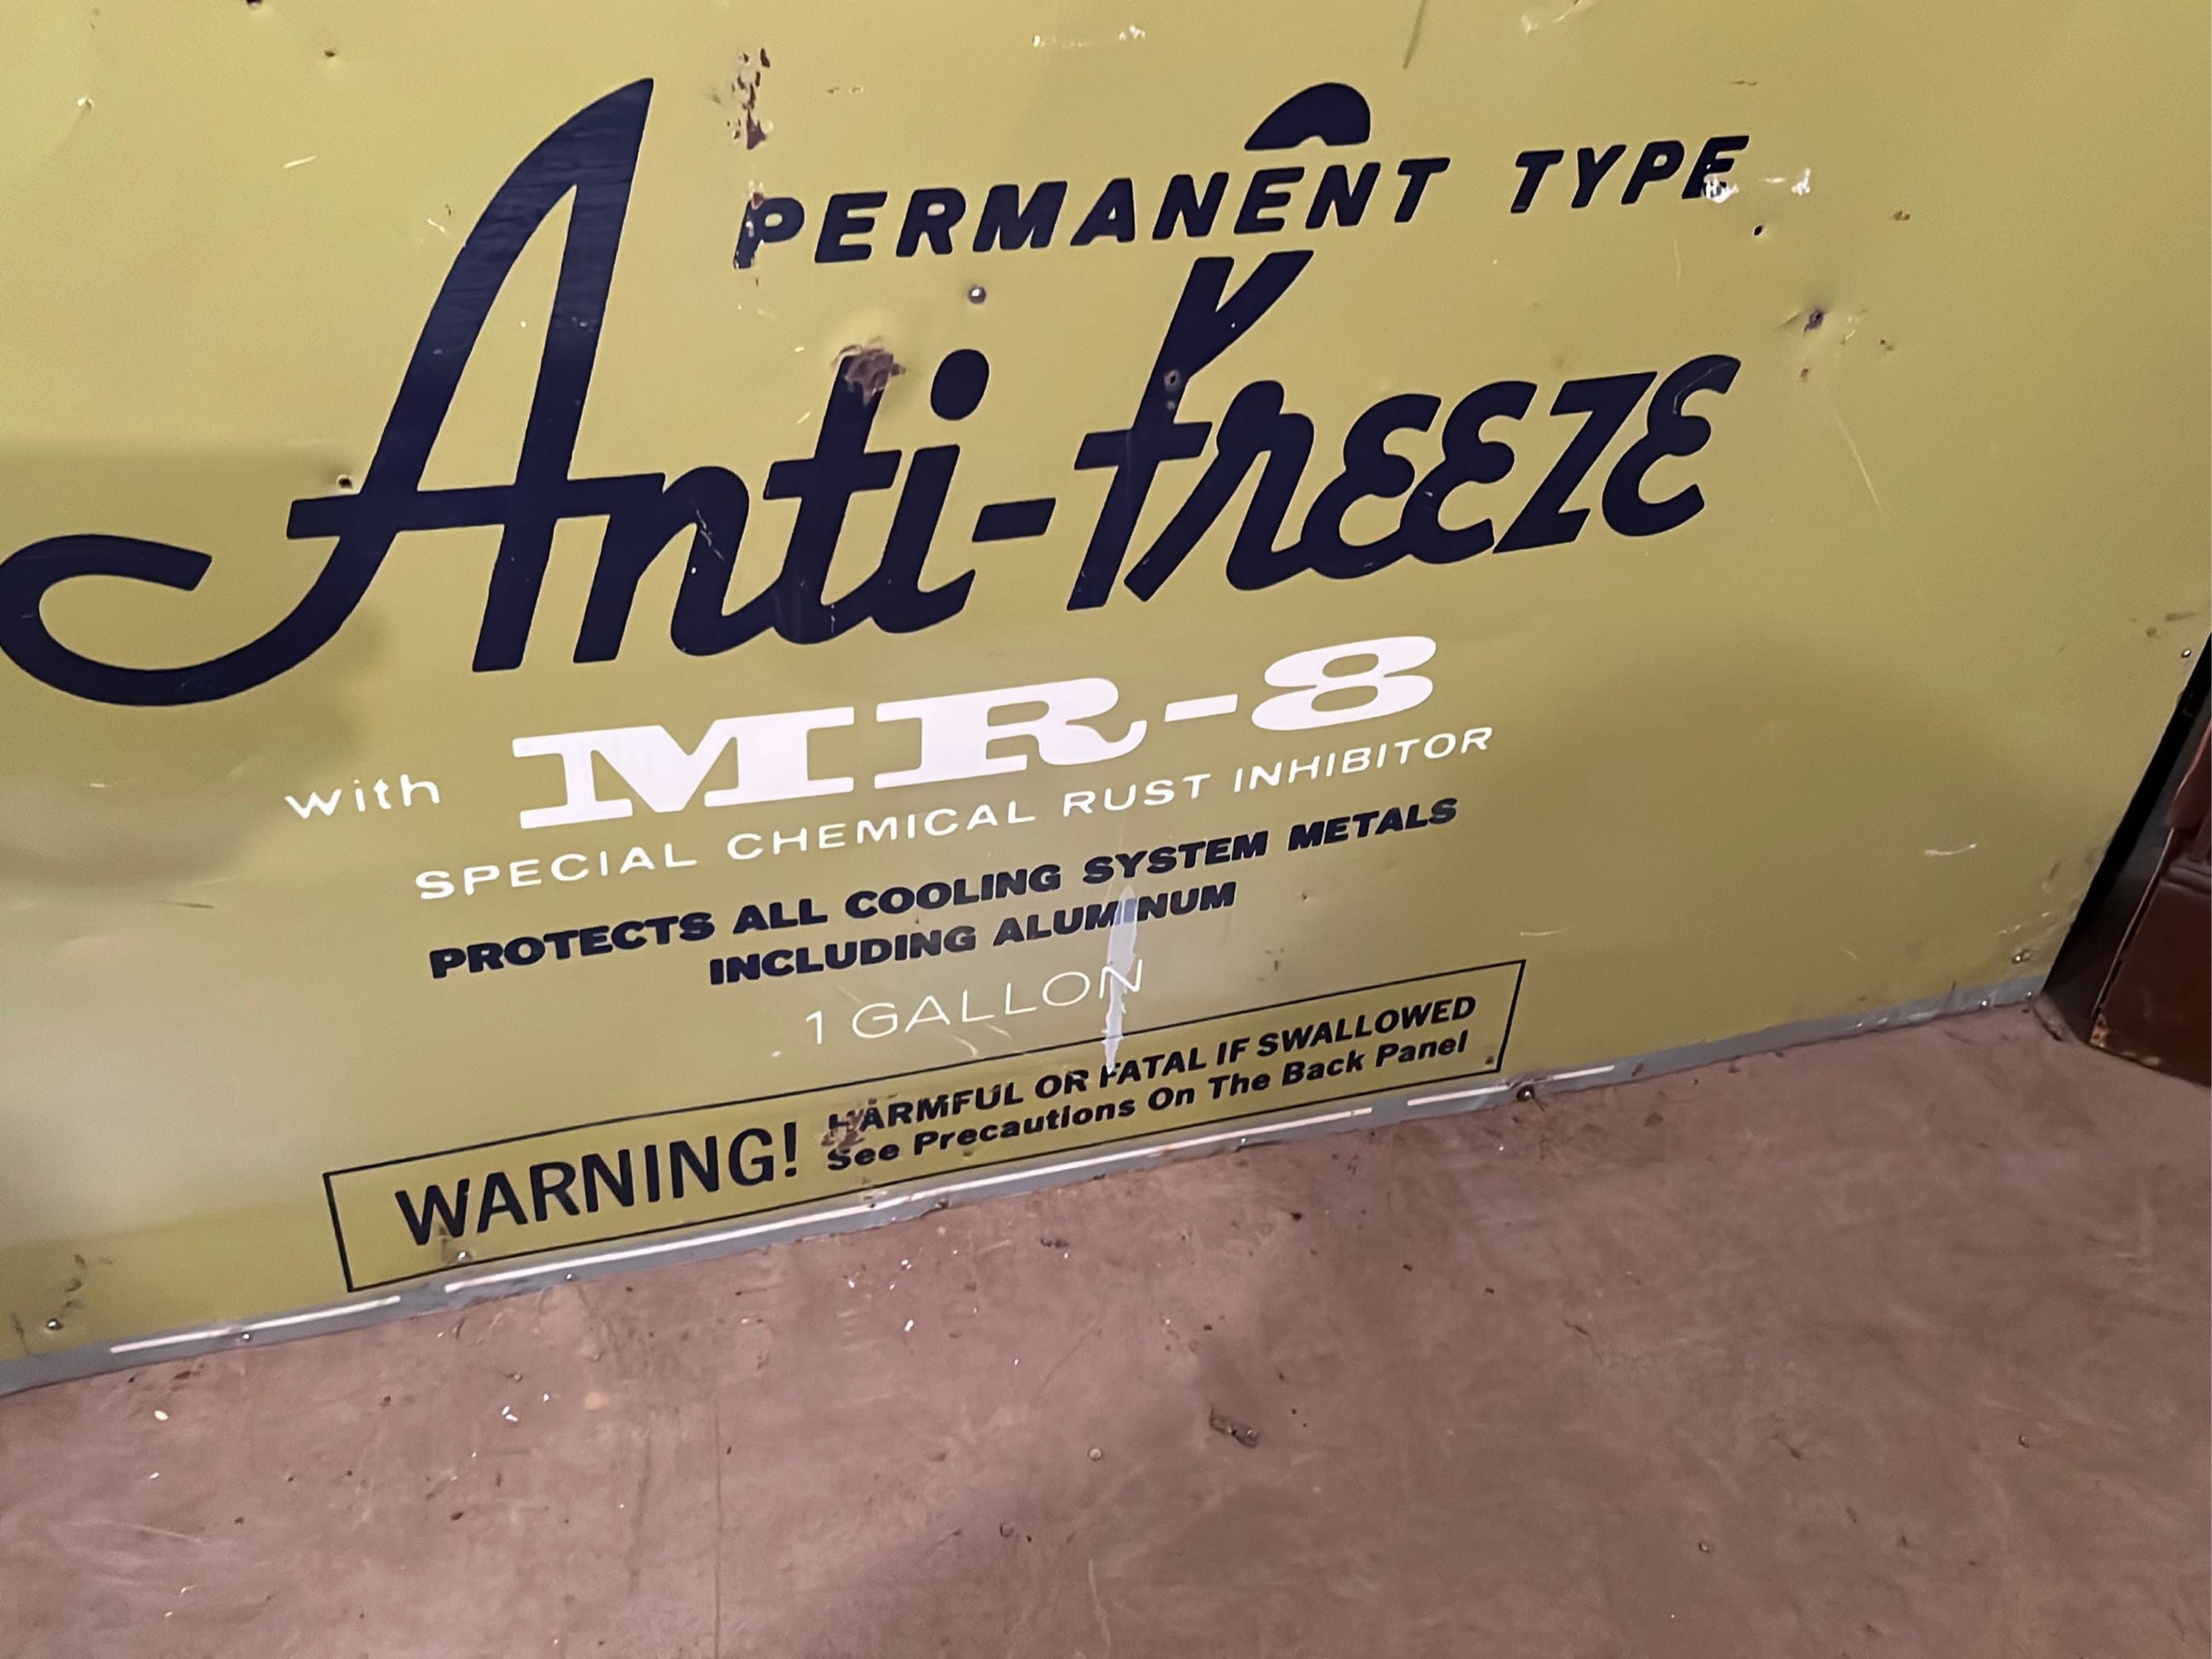 PERMANENT TYPE
Anti-freeze
with MR-8
SPECIAL CHEMICAL RUST INHIBITOR
PROTECTS ALL COOLING SYSTEM METALS
INCLUDING ALUMINUM
1 GALLON
WARNING! HARMFUL OR FATAL IF SWALLOWED
See Precautions On The Back Panel